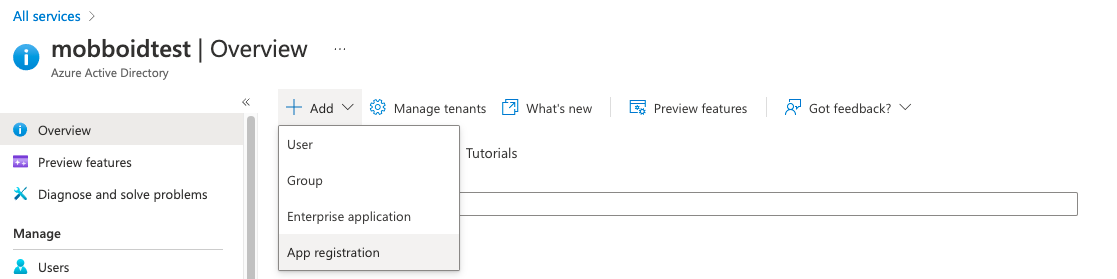 All services
mobboidtest | Overview ...
Azure Active Directory
Add Manage tenants What's new Preview features Got feedback?
Overview
Preview features
Diagnose and solve problems
Manage
Users
User
Group
Enterprise application
App registration
Tutorials